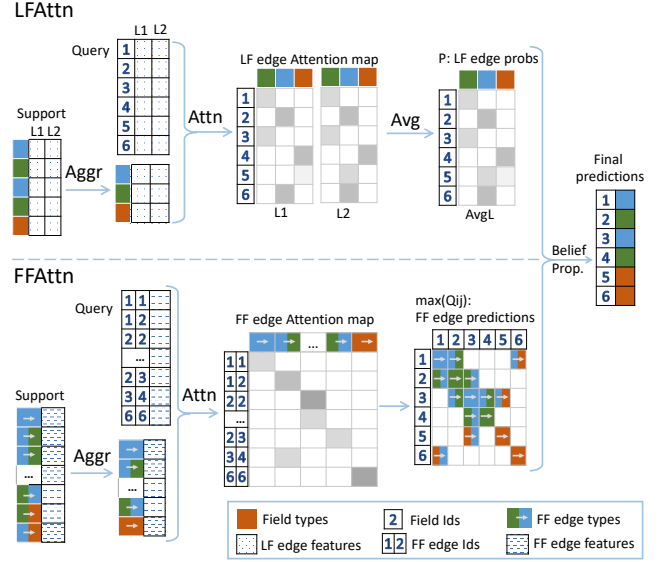 LFAttn
L1 L2
Query
1
2
3
4
5
6
Support
L1 L2
Aggr
Attn
LF edge Attention map
1
2
3
4
5
6
L1
L2
Avg
P: LF edge probs
1
2
3
4
5
6
AvgL
Final
predictions
1
2
3
4
5
6
Belief
Prop.
FFAttn
Query
1 1
1 2
2 2
...
2 3
3 4
6 6
Support
...
Aggr
...
Attn
FF edge Attention map
...
1 1
1 2
2 2
...
2 3
3 4
6 6
max(Qij):
FF edge predictions
1 2 3 4 5 6
1
2
3
4
5
6
Field types
2 Field Ids
FF edge types
LF edge features
1 2 FF edge Ids
FF edge features